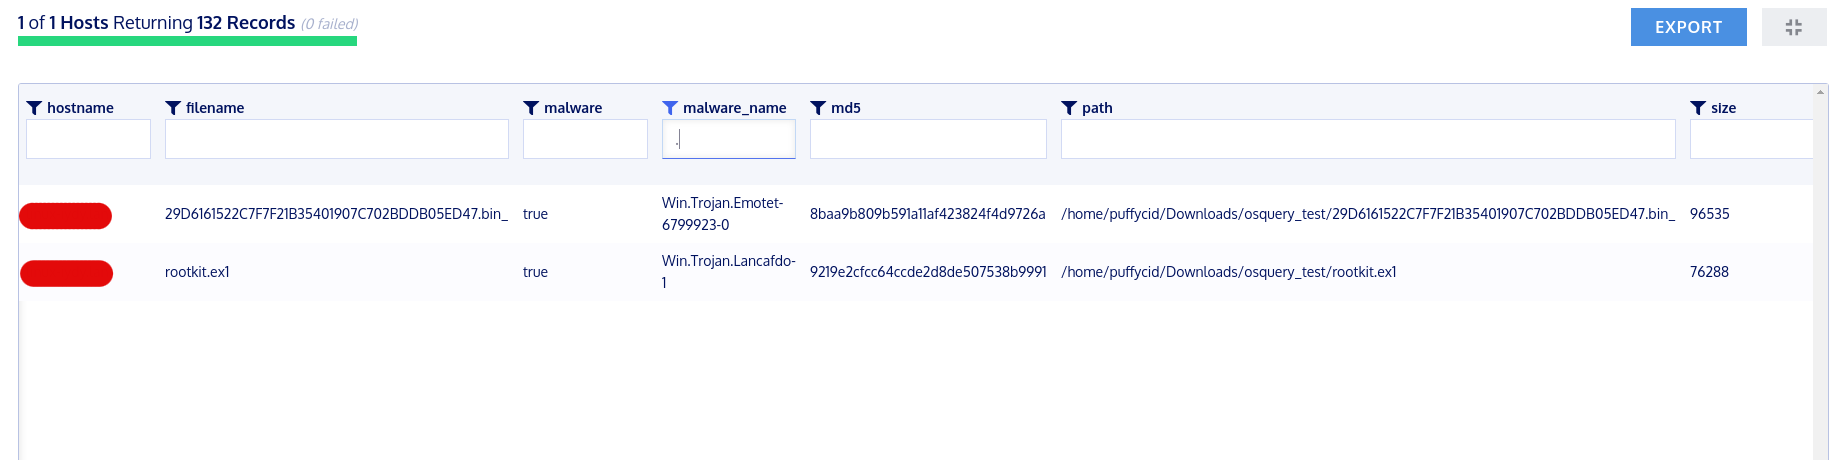 1 of 1 Hosts Returning 132 Records (0 failed)
EXPORT
hostname filename malware malware_name md5 path size
.
29D6161522C7F7F21B35401907C702BDDB05ED47.bin_ true Win.Trojan.Emotet-6799923-0 8baa9b809b591a11af423824f4d9726a /home/puffycid/Downloads/osquery_test/29D6161522C7F7F21B35401907C702BDDB05ED47.bin_ 96535
rootkit.ex1 true Win.Trojan.Lancafdo-1 9219e2cfcc64ccde2d8de507538b9991 /home/puffycid/Downloads/osquery_test/rootkit.ex1 76288